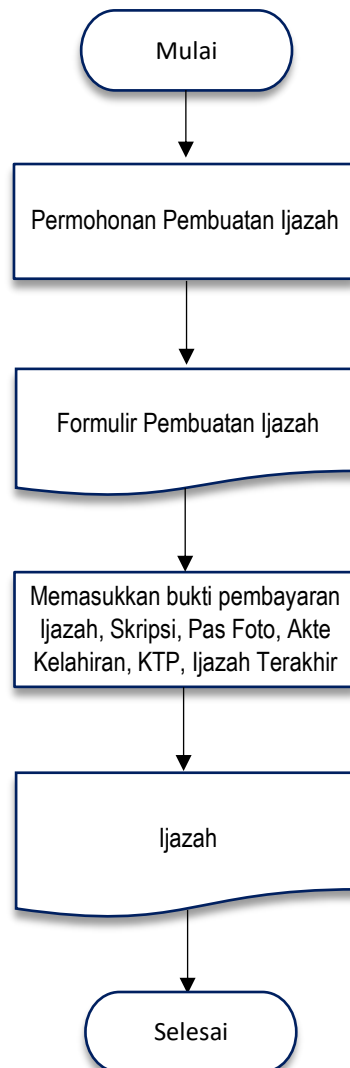 Mulai
Permohonan Pembuatan Ijazah
Formulir Pembuatan Ijazah
Memasukkan bukti pembayaran
Ijazah, Skripsi, Pas Foto, Akte
Kelahiran, KTP, Ijazah Terakhir
Ijazah
Selesai